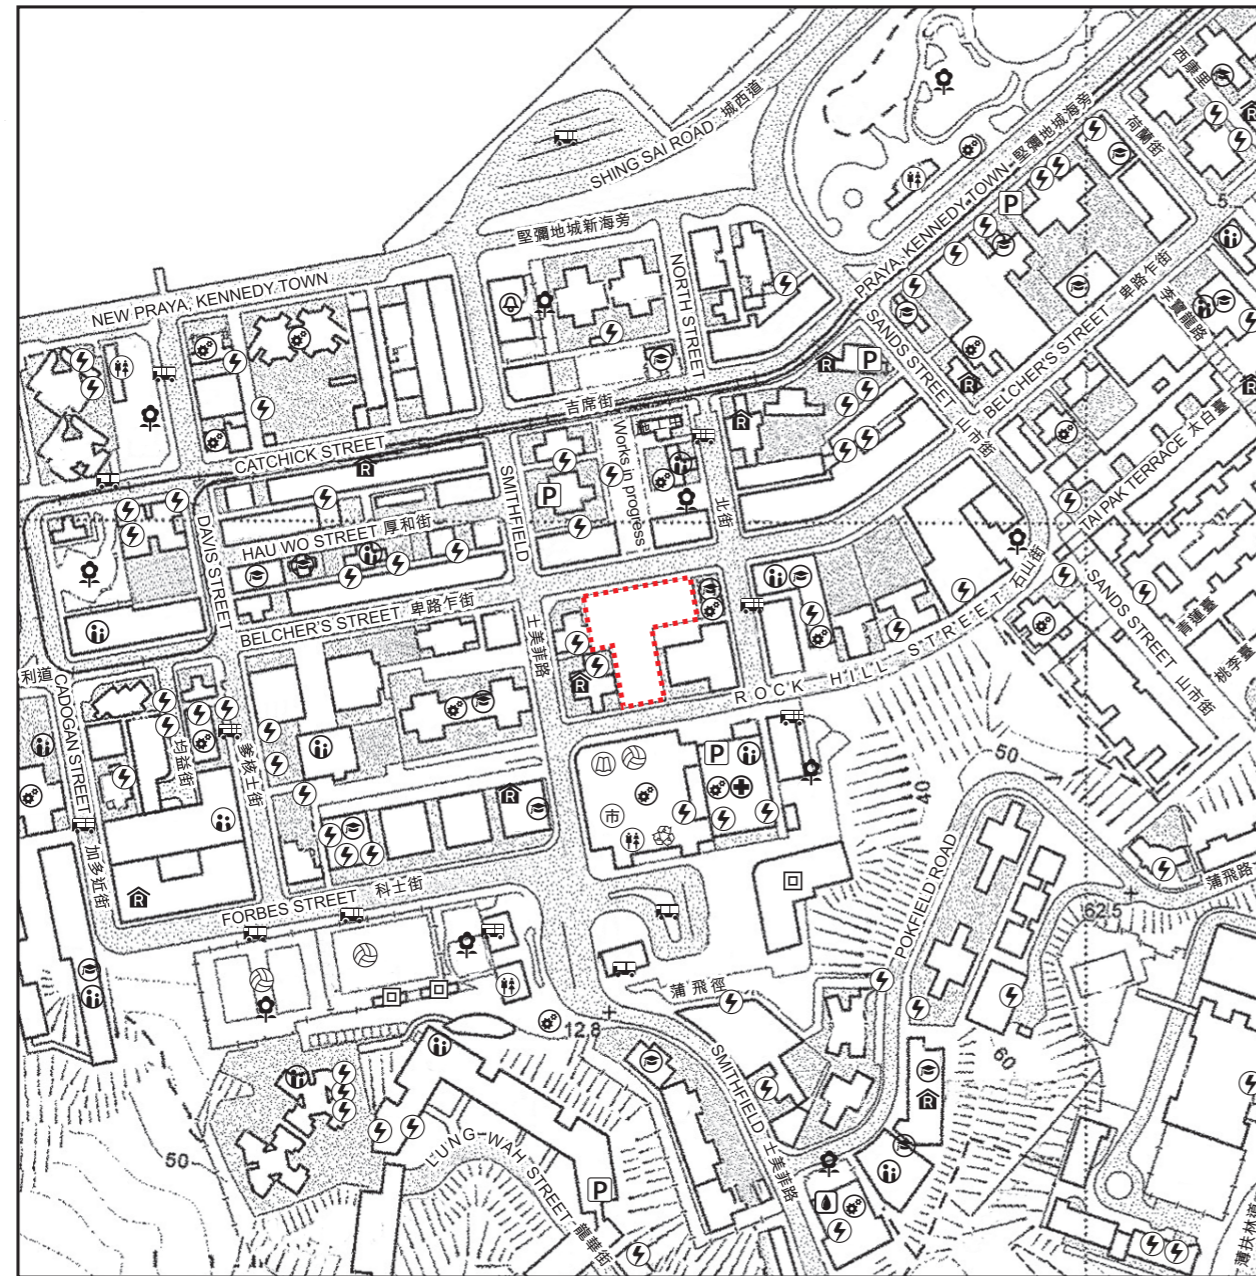 西康里
SHING SAI ROAD 城西道
荷蘭街
PRAYA, KENNEDY TOWN 堅彌地城海旁
P
5
堅彌地城新海旁
NORTH STREET
NEW PRAYA, KENNEDY TOWN
SANDS STREET 山市街
BELCHER'S STREET 卑路乍街
李寶龍路
R
P
吉席街
CATCHICK STREET
R
R
R
R
TAI PAK TERRACE 太白臺
Works in progress
SMITHFIELD
P
北街
HAU WO STREET 厚和街
DAVIS STREET
BELCHER'S STREET 卑路乍街
士美菲路
石山街
SANDS STREET 山市街
青蓮臺
桃李臺
R
ROCK HILL STREET
利道
CADOGAN STREET 加多近街
均益街
爹核士街
P
50
40
市
R
POKFIELD ROAD
蒲飛路
62.5
FORBES STREET 科士街
R
蒲飛徑
12.8
60
SMITHFIELD 士美菲路
R
50
LUNG WAH STREET 龍華街
P
薄扶林道